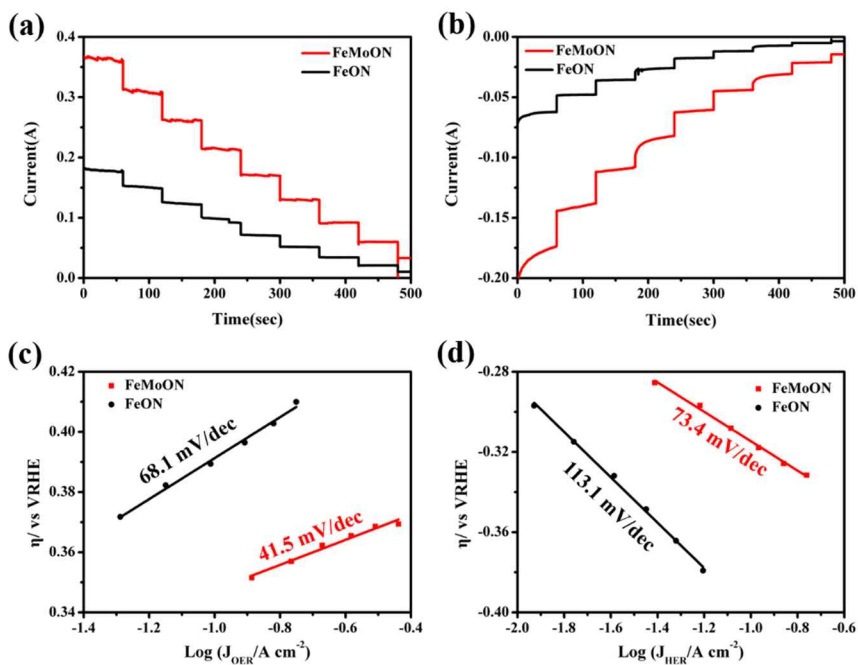 (a)
0.4
0.3
0.2
0.1
0.0
Current(A)
FeMoON
FeON
0
100
200
300
400
500
Time(sec)
(b)
0.00
-0.05
-0.10
-0.15
-0.20
Current(A)
FeMoON
FeON
0
100
200
300
400
500
Time(sec)
(c)
0.42
0.40
0.38
0.36
0.34
η/ vs VRHE
FeMoON
FeON
68.1 mV/dec
41.5 mV/dec
-1.4
-1.2
-1.0
-0.8
-0.6
-0.4
Log (J_OER/A cm⁻²)
(d)
-0.28
-0.32
-0.36
-0.40
η/ vs VRHE
FeMoON
FeON
73.4 mV/dec
113.1 mV/dec
-2.0
-1.8
-1.6
-1.4
-1.2
-1.0
-0.8
-0.6
Log (J_HER/A cm⁻²)